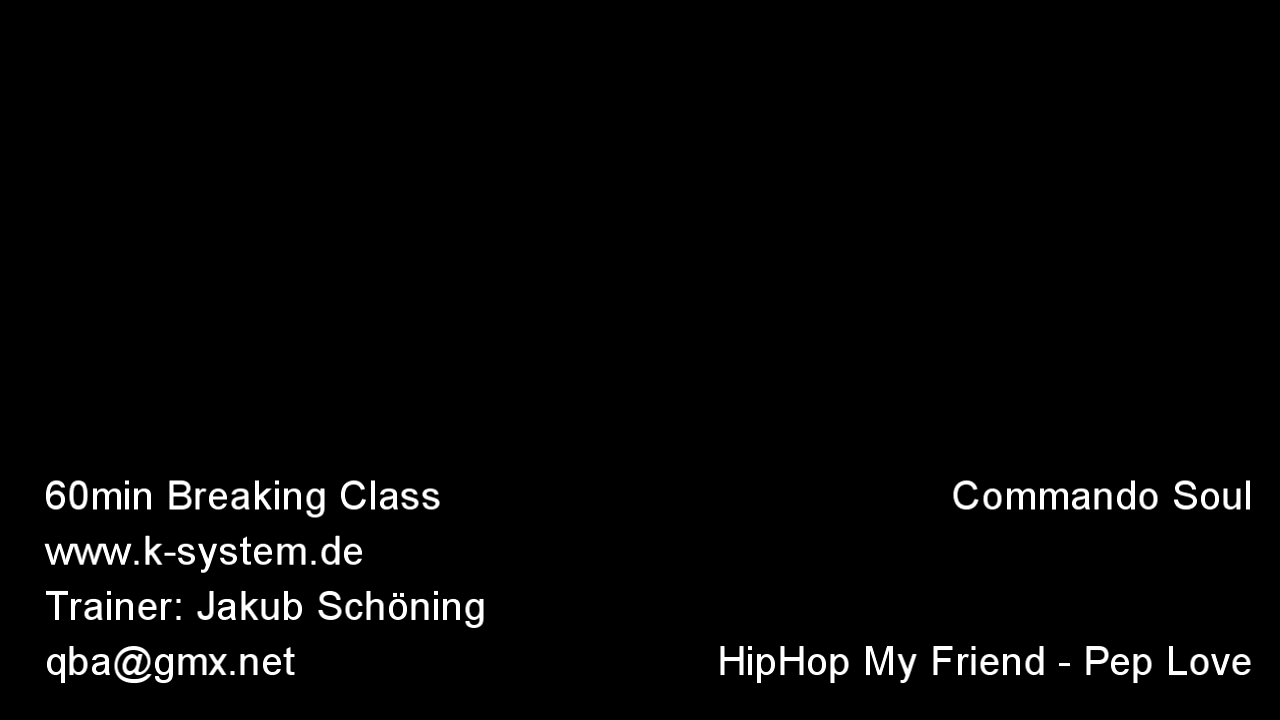 60min Breaking Class
www.k-system.de
Trainer: Jakub Schöning
qba@gmx.net
Commando Soul
HipHop My Friend - Pep Love